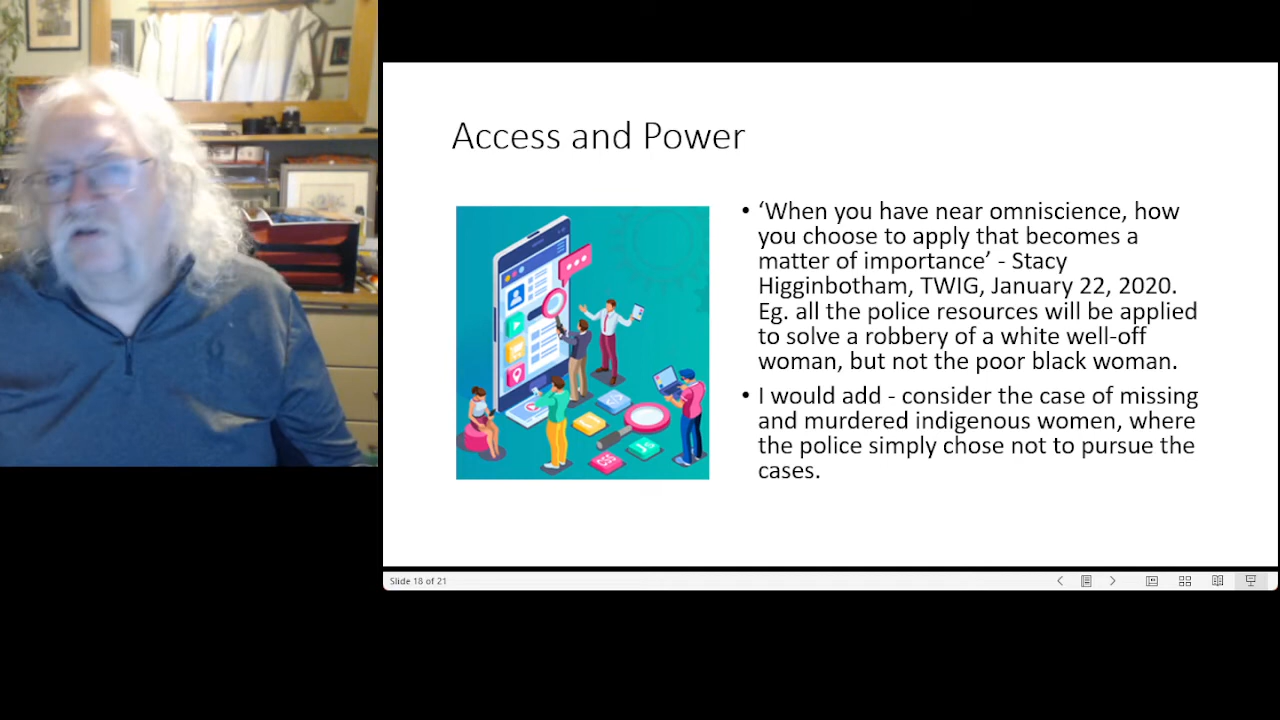 Access and Power
• ‘When you have near omniscience, how
you choose to apply that becomes a
matter of importance’ - Stacy
Higginbotham, TWIG, January 22, 2020.
Eg. all the police resources will be applied
to solve a robbery of a white well-off
woman, but not the poor black woman.
• I would add - consider the case of missing
and murdered indigenous women, where
the police simply chose not to pursue the
cases.
Slide 18 of 21